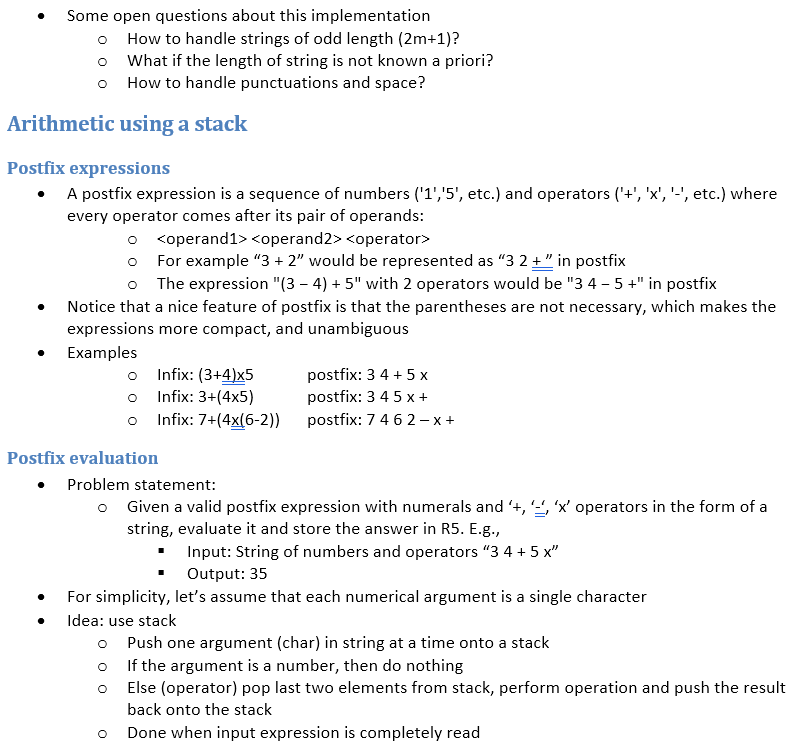 • Some open questions about this implementation
o How to handle strings of odd length (2m+1)?
o What if the length of string is not known a priori?
o How to handle punctuations and space?
Arithmetic using a stack
Postfix expressions
• A postfix expression is a sequence of numbers ('1','5', etc.) and operators ('+', 'x', '-', etc.) where
every operator comes after its pair of operands:
o <operand1> <operand2> <operator>
o For example “3 + 2” would be represented as “3 2 + ” in postfix
o The expression "(3 – 4) + 5" with 2 operators would be "3 4 – 5 +" in postfix
• Notice that a nice feature of postfix is that the parentheses are not necessary, which makes the
expressions more compact, and unambiguous
• Examples
o Infix: (3+4)x5 postfix: 3 4 + 5 x
o Infix: 3+(4x5) postfix: 3 4 5 x +
o Infix: 7+(4x(6-2)) postfix: 7 4 6 2 – x +
Postfix evaluation
• Problem statement:
o Given a valid postfix expression with numerals and ‘+, ‘-‘, ‘x’ operators in the form of a
string, evaluate it and store the answer in R5. E.g.,
▪ Input: String of numbers and operators “3 4 + 5 x”
▪ Output: 35
• For simplicity, let’s assume that each numerical argument is a single character
• Idea: use stack
o Push one argument (char) in string at a time onto a stack
o If the argument is a number, then do nothing
o Else (operator) pop last two elements from stack, perform operation and push the result
back onto the stack
o Done when input expression is completely read